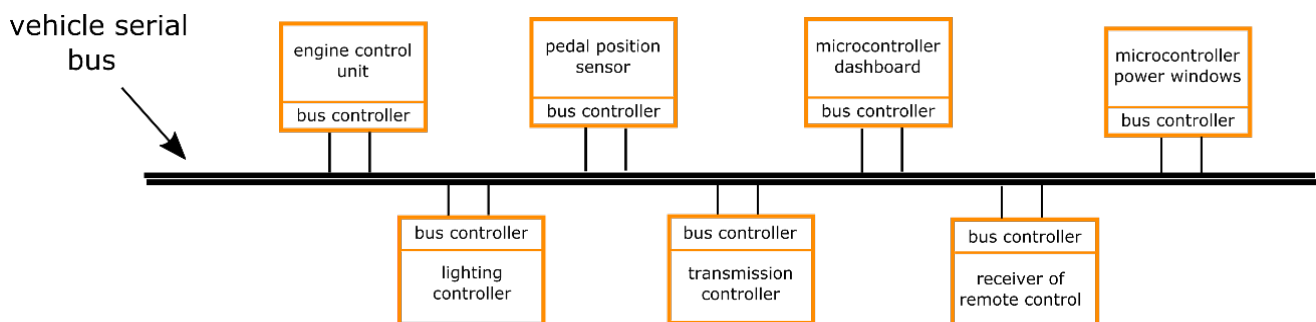 vehicle serial
bus
engine control
unit
bus controller
pedal position
sensor
bus controller
microcontroller
dashboard
bus controller
microcontroller
power windows
bus controller
bus controller
lighting
controller
bus controller
transmission
controller
bus controller
receiver of
remote control